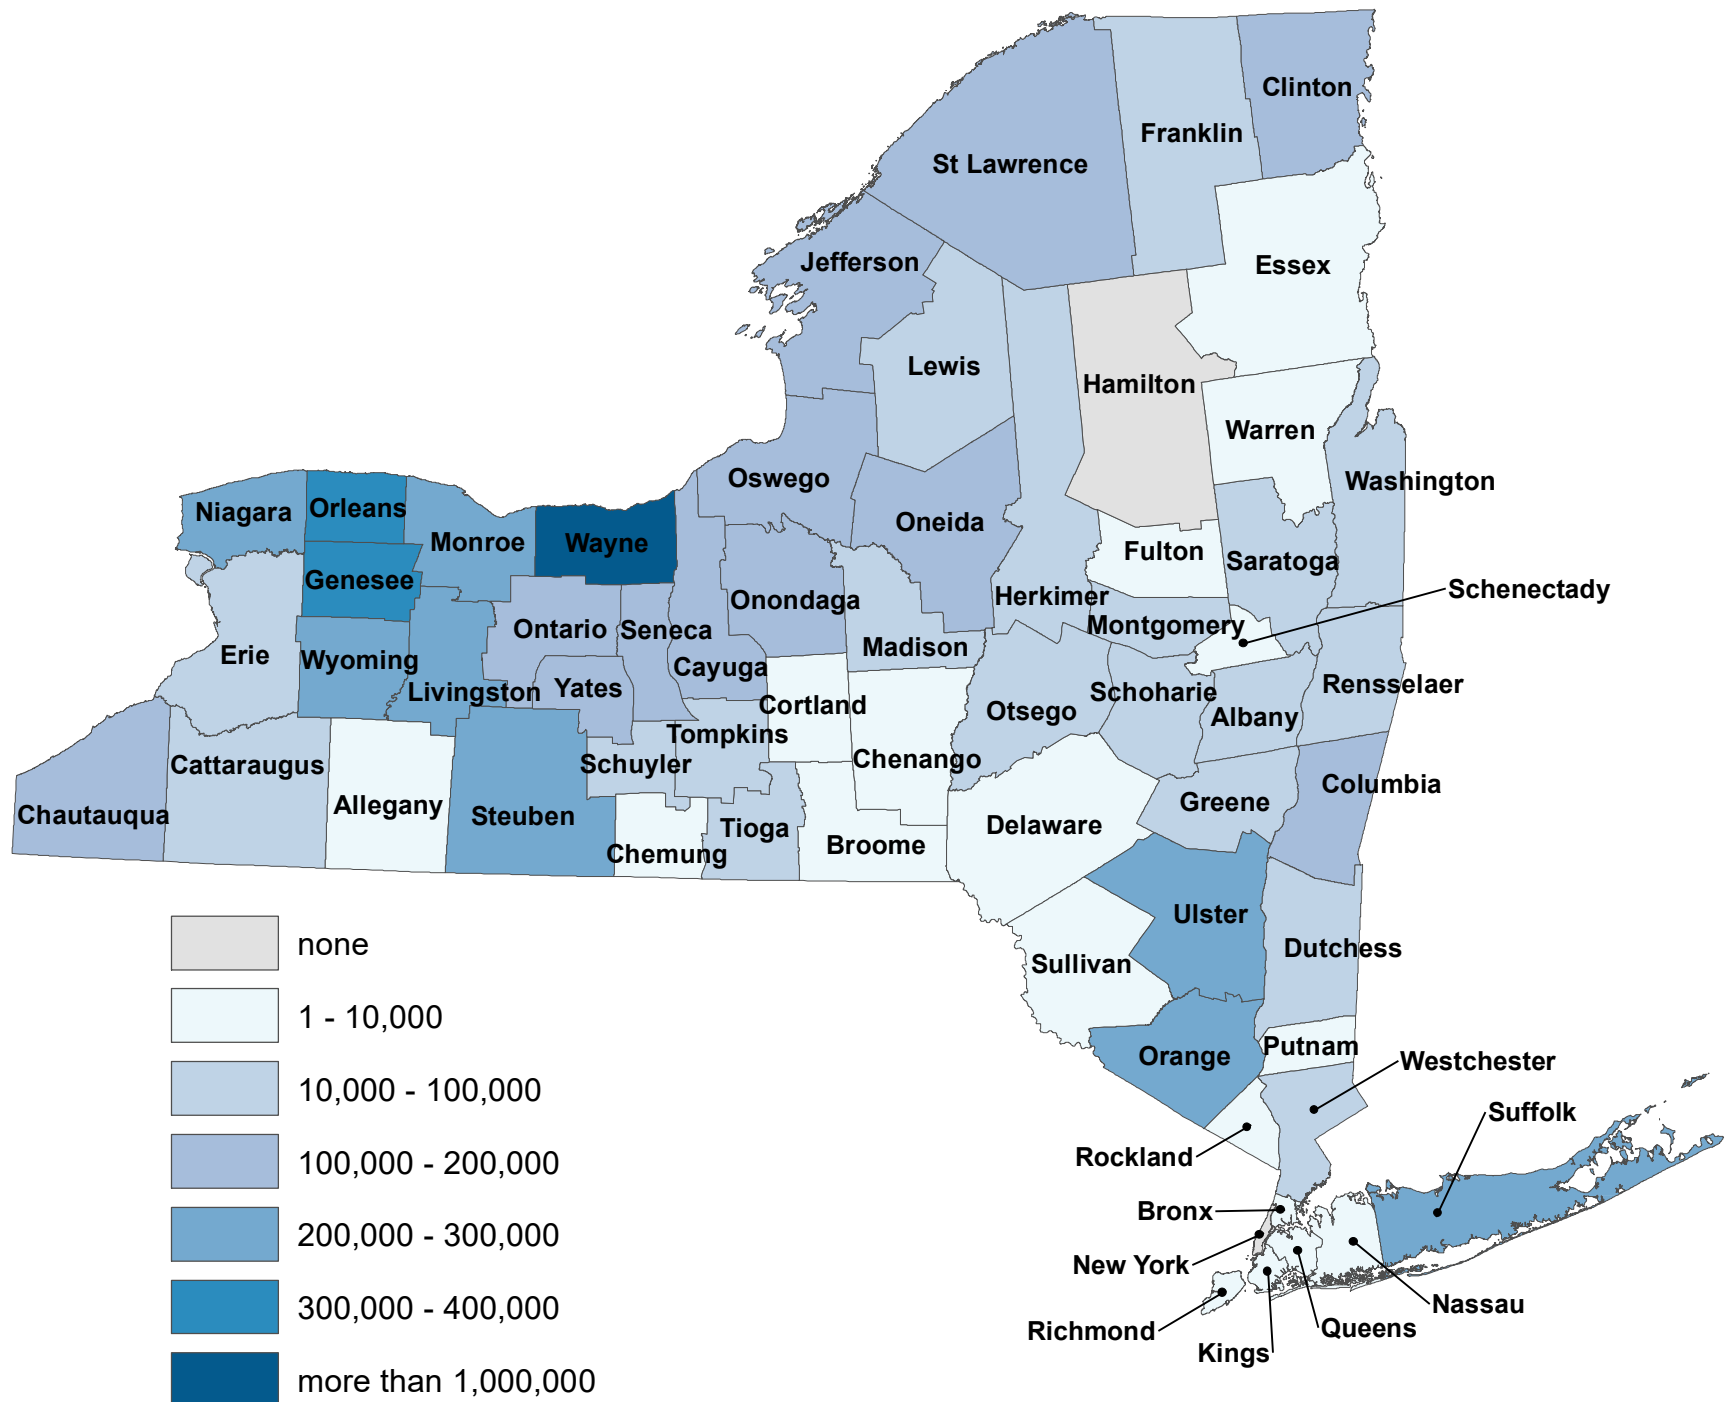 Clinton
Franklin
St Lawrence
Essex
Jefferson
Lewis
Hamilton
Warren
Oswego
Washington
Niagara
Orleans
Oneida
Monroe
Wayne
Fulton
Saratoga
Genesee
Schenectady
Herkimer
Onondaga
Montgomery
Ontario
Seneca
Madison
Erie
Wyoming
Cayuga
Livingston
Yates
Rensselaer
Schoharie
Cortland
Otsego
Albany
Tompkins
Chenango
Cattaraugus
Schuyler
Columbia
Greene
Allegany
Chautauqua
Steuben
Delaware
Tioga
Broome
Chemung
Ulster
none
Dutchess
Sullivan
1 - 10,000
Putnam
Orange
Westchester
10,000 - 100,000
Suffolk
Rockland
100,000 - 200,000
Bronx
200,000 - 300,000
New York
Nassau
300,000 - 400,000
Queens
Richmond
Kings
more than 1,000,000